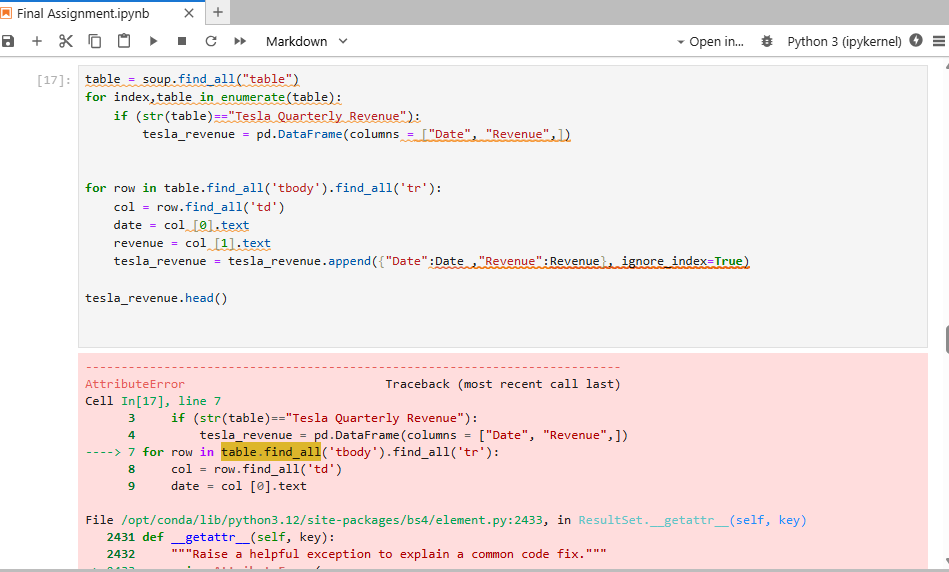 Final Assignment.ipynb
Markdown
Open in...
Python 3 (ipykernel)
[17]:
table = soup.find_all("table")
for index,table in enumerate(table):
    if (str(table)=="Tesla Quarterly Revenue"):
        tesla_revenue = pd.DataFrame(columns = ["Date", "Revenue",])
for row in table.find_all('tbody').find_all('tr'):
    col = row.find_all('td')
    date = col [0].text
    revenue = col [1].text
    tesla_revenue = tesla_revenue.append({"Date":Date ,"Revenue":Revenue}, ignore_index=True)
tesla_revenue.head()
---------------------------------------------------------------------------
AttributeError                            Traceback (most recent call last)
Cell In[17], line 7
      3     if (str(table)=="Tesla Quarterly Revenue"):
      4         tesla_revenue = pd.DataFrame(columns = ["Date", "Revenue",])
----> 7 for row in table.find_all('tbody').find_all('tr'):
      8     col = row.find_all('td')
      9     date = col [0].text
File /opt/conda/lib/python3.12/site-packages/bs4/element.py:2433, in ResultSet.__getattr__(self, key)
   2431 def __getattr__(self, key):
   2432     """Raise a helpful exception to explain a common code fix."""